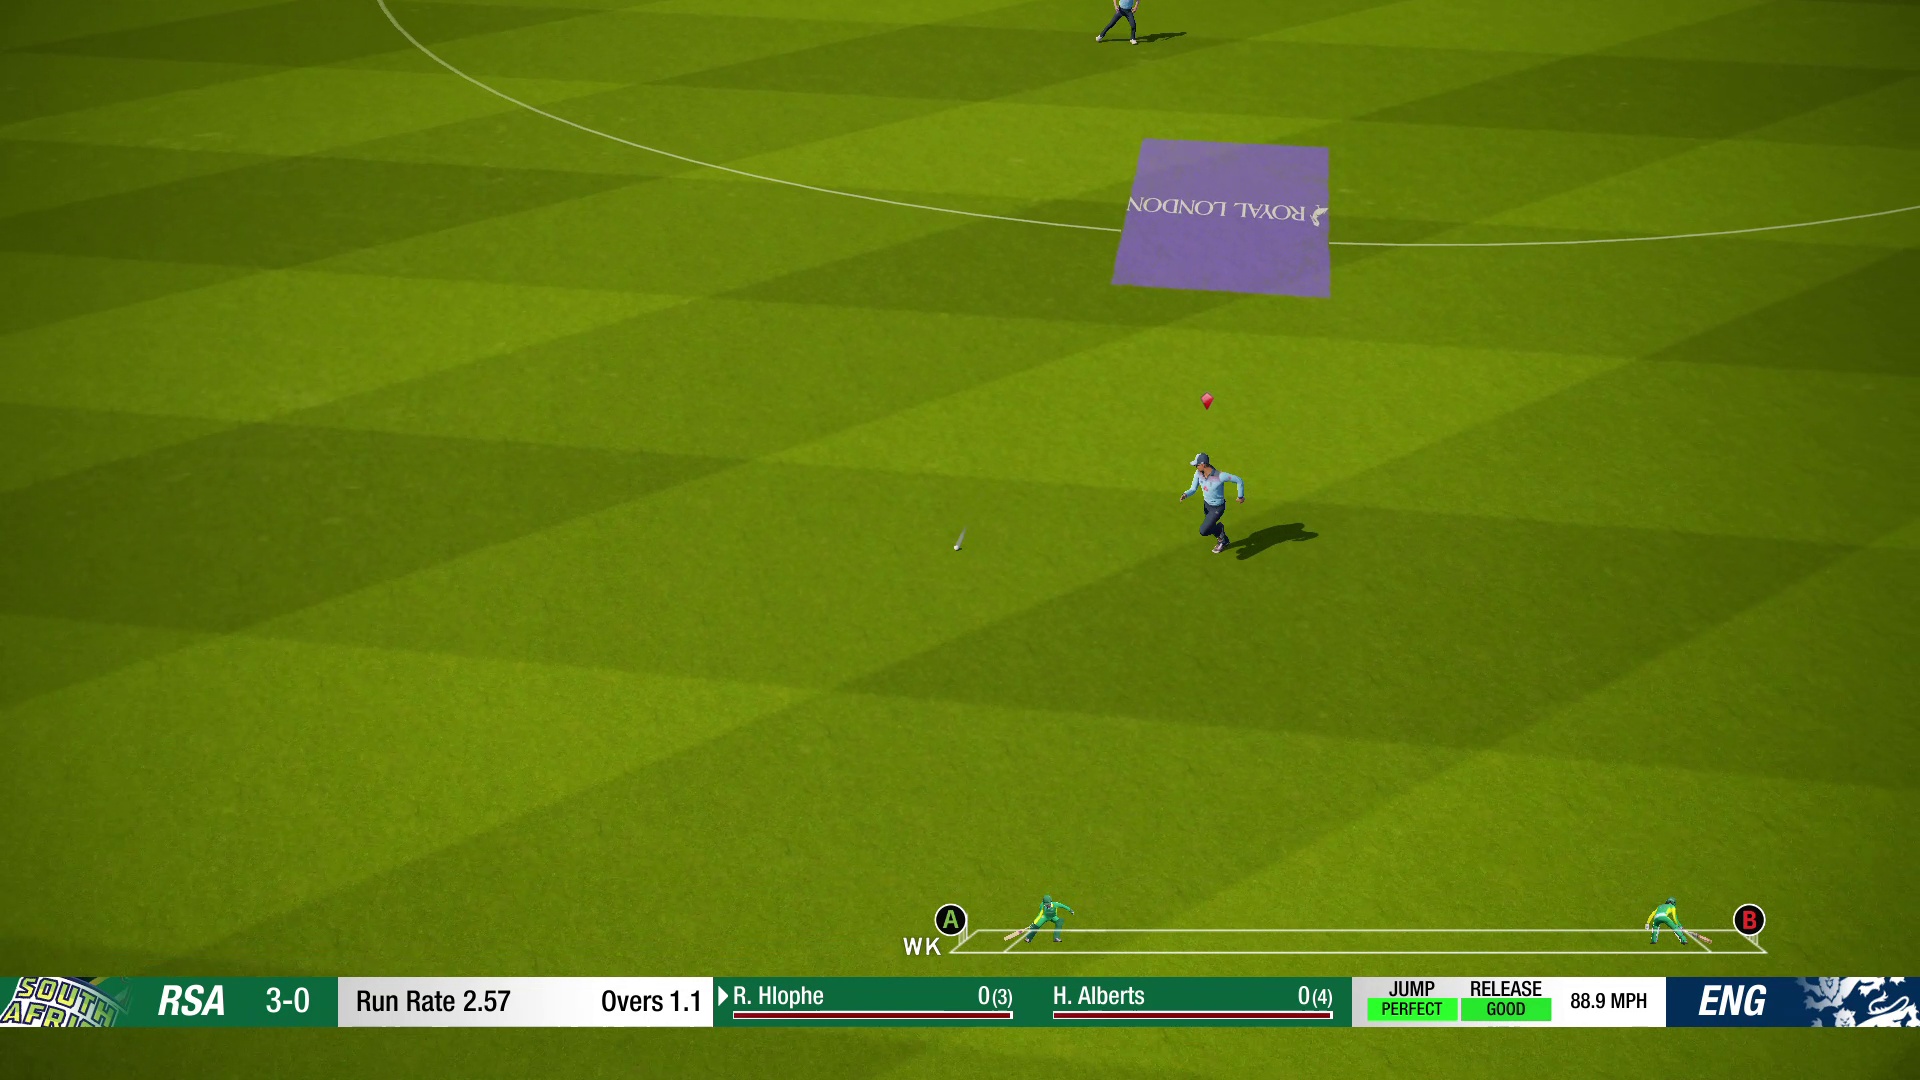 ROYAL LONDON
A
B
WK
SOUTH
AFRICA
RSA 3-0
Run Rate 2.57 Overs 1.1
R. Hlophe 0(3) H. Alberts 0(4)
JUMP RELEASE
PERFECT GOOD
88.9 MPH
ENG